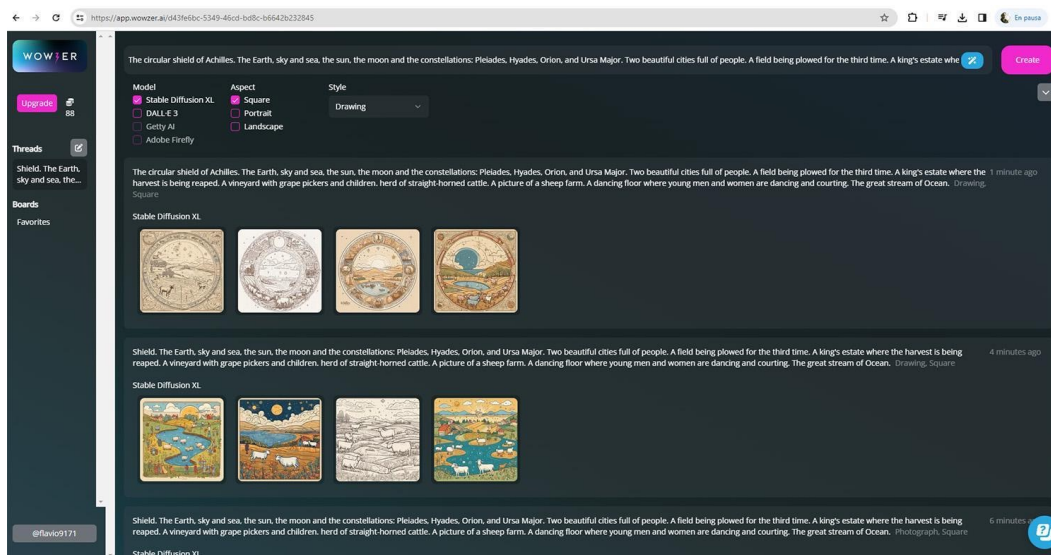 https://app.wowzer.ai/d43fe6bc-5349-46cd-bd8c-b6642b232845
En pausa
WOWZER
The circular shield of Achilles. The Earth, sky and sea, the sun, the moon and the constellations: Pleiades, Hyades, Orion, and Ursa Major. Two beautiful cities full of people. A field being plowed for the third time. A king's estate whe
Create
Model
Aspect
Style
Stable Diffusion XL
Square
Drawing
DALL·E 3
Portrait
Getty AI
Landscape
Adobe Firefly
Upgrade
88
Threads
Shield. The Earth,
sky and sea, the...
Boards
Favorites
The circular shield of Achilles. The Earth, sky and sea, the sun, the moon and the constellations: Pleiades, Hyades, Orion, and Ursa Major. Two beautiful cities full of people. A field being plowed for the third time. A king's estate where the
1 minute ago
harvest is being reaped. A vineyard with grape pickers and children. herd of straight-horned cattle. A picture of a sheep farm. A dancing floor where young men and women are dancing and courting. The great stream of Ocean. Drawing,
Square
Stable Diffusion XL
Shield. The Earth, sky and sea, the sun, the moon and the constellations: Pleiades, Hyades, Orion, and Ursa Major. Two beautiful cities full of people. A field being plowed for the third time. A king's estate where the harvest is being
4 minutes ago
reaped. A vineyard with grape pickers and children. herd of straight-horned cattle. A picture of a sheep farm. A dancing floor where young men and women are dancing and courting. The great stream of Ocean. Drawing, Square
Stable Diffusion XL
Shield. The Earth, sky and sea, the sun, the moon and the constellations: Pleiades, Hyades, Orion, and Ursa Major. Two beautiful cities full of people. A field being plowed for the third time. A king's estate where the harvest is being
6 minutes
reaped. A vineyard with grape pickers and children. herd of straight-horned cattle. A picture of a sheep farm. A dancing floor where young men and women are dancing and courting. The great stream of Ocean. Photograph, Square
Stable Diffusion XL
@flavio9171